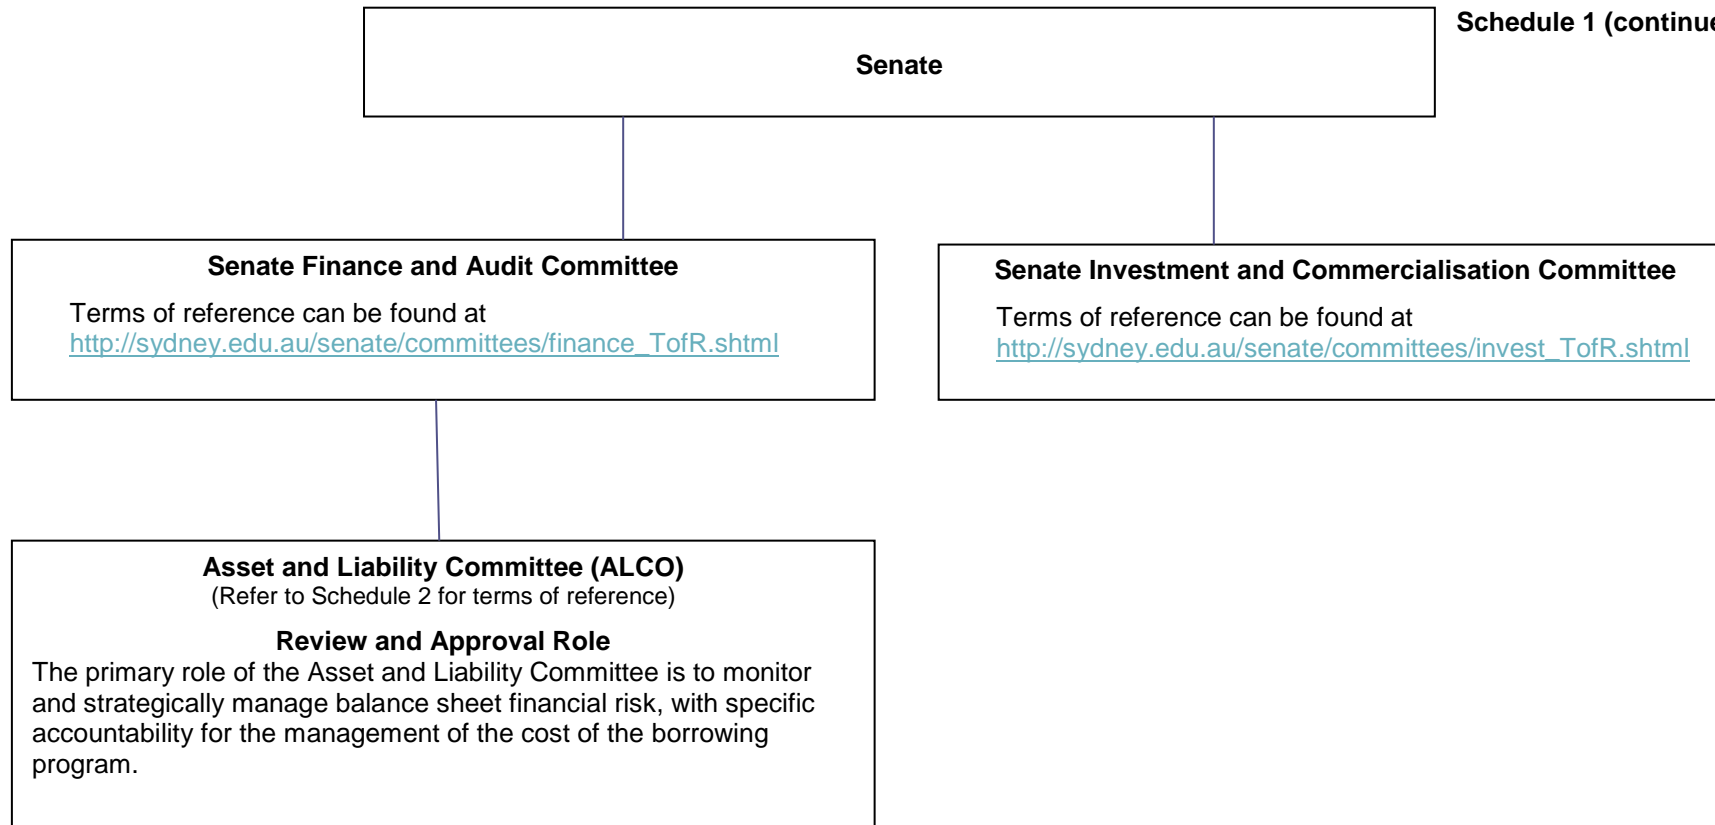 Schedule 1 (continue
Senate
Senate Finance and Audit Committee
Terms of reference can be found at
http://sydney.edu.au/senate/committees/finance_TofR.shtml
Senate Investment and Commercialisation Committee
Terms of reference can be found at
http://sydney.edu.au/senate/committees/invest_TofR.shtml
Asset and Liability Committee (ALCO)
(Refer to Schedule 2 for terms of reference)
Review and Approval Role
The primary role of the Asset and Liability Committee is to monitor
and strategically manage balance sheet financial risk, with specific
accountability for the management of the cost of the borrowing
program.